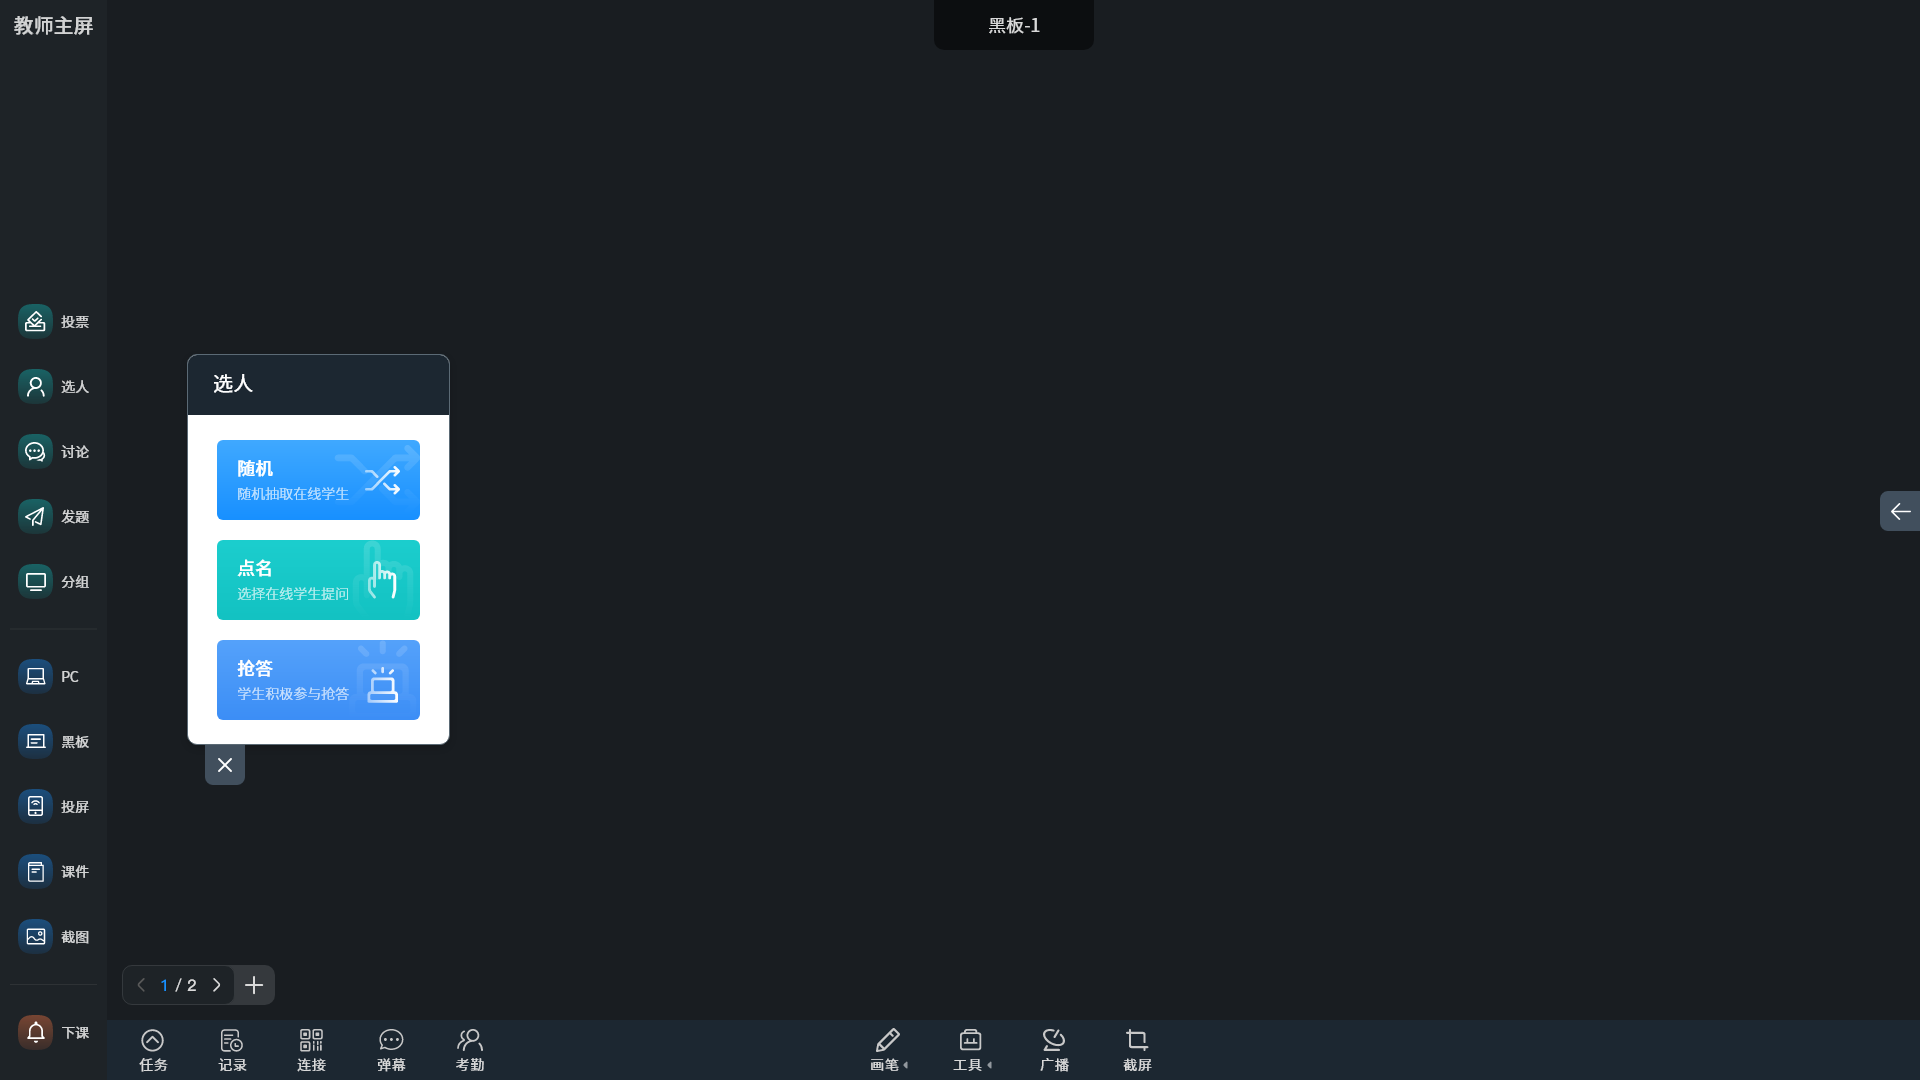 教师主屏
黑板-1
投票
选人
讨论
发题
分组
PC
黑板
投屏
课件
截图
下课
选人
随机
随机抽取在线学生
点名
选择在线学生提问
抢答
学生积极参与抢答
1 / 2
任务
记录
连接
弹幕
考勤
画笔
工具
广播
截屏